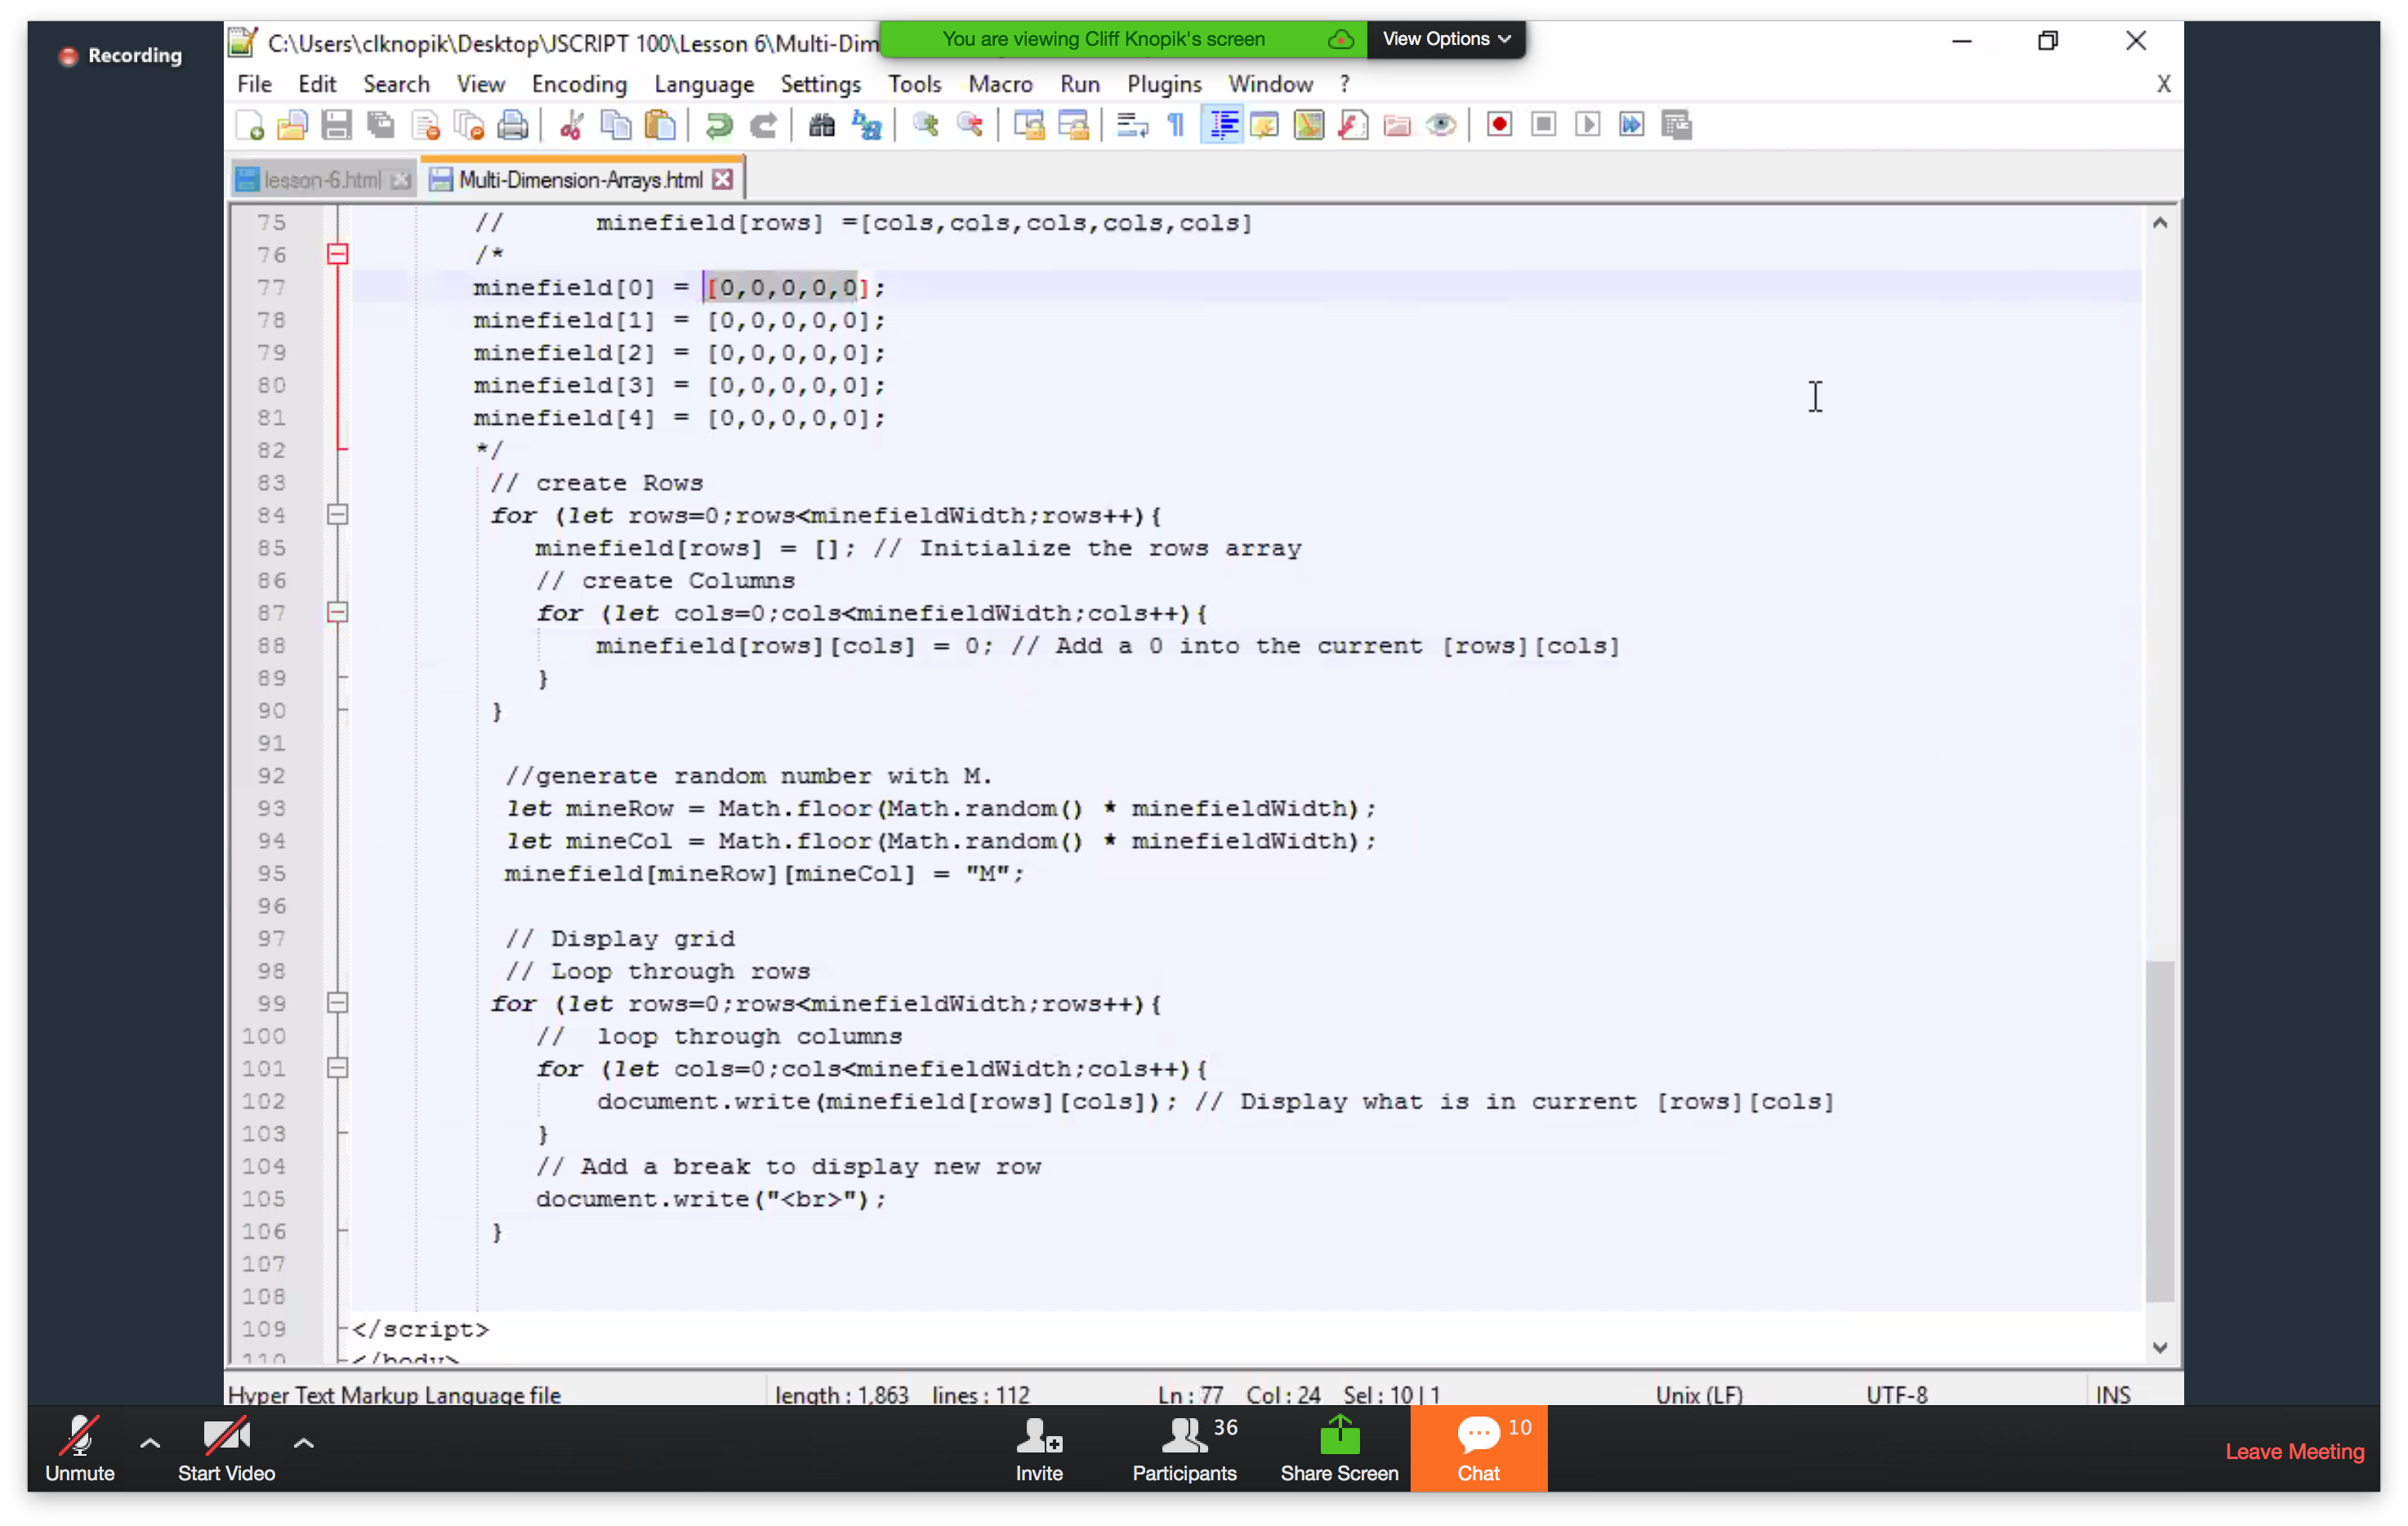 Recording
C:\Users\clknopik\Desktop\JSCRIPT 100\Lesson 6\Multi-Dim
You are viewing Cliff Knopik's screen
View Options
File Edit Search View Encoding Language Settings Tools Macro Run Plugins Window ? X
lesson-6.html Multi-Dimension-Arrays.html
75 // minefield[rows] =[cols,cols,cols,cols,cols]
76 /*
77 minefield[0] = [0,0,0,0,0];
78 minefield[1] = [0,0,0,0,0];
79 minefield[2] = [0,0,0,0,0];
80 minefield[3] = [0,0,0,0,0];
81 minefield[4] = [0,0,0,0,0];
82 */
83 // create Rows
84 for (let rows=0;rows<minefieldWidth;rows++){
85 minefield[rows] = []; // Initialize the rows array
86 // create Columns
87 for (let cols=0;cols<minefieldWidth;cols++){
88 minefield[rows][cols] = 0; // Add a 0 into the current [rows][cols]
89 }
90 }
91
92 //generate random number with M.
93 let mineRow = Math.floor(Math.random() * minefieldWidth);
94 let mineCol = Math.floor(Math.random() * minefieldWidth);
95 minefield[mineRow][mineCol] = "M";
96
97 // Display grid
98 // Loop through rows
99 for (let rows=0;rows<minefieldWidth;rows++){
100 // loop through columns
101 for (let cols=0;cols<minefieldWidth;cols++){
102 document.write(minefield[rows][cols]); // Display what is in current [rows][cols]
103 }
104 // Add a break to display new row
105 document.write("<br>");
106 }
107
108
109 </script>
110 </body>
Hyper Text Markup Language file length : 1,863 lines : 112 Ln : 77 Col : 24 Sel : 10 | 1 Unix (LF) UTF-8 INS
36 10
Unmute Start Video Invite Participants Share Screen Chat Leave Meeting